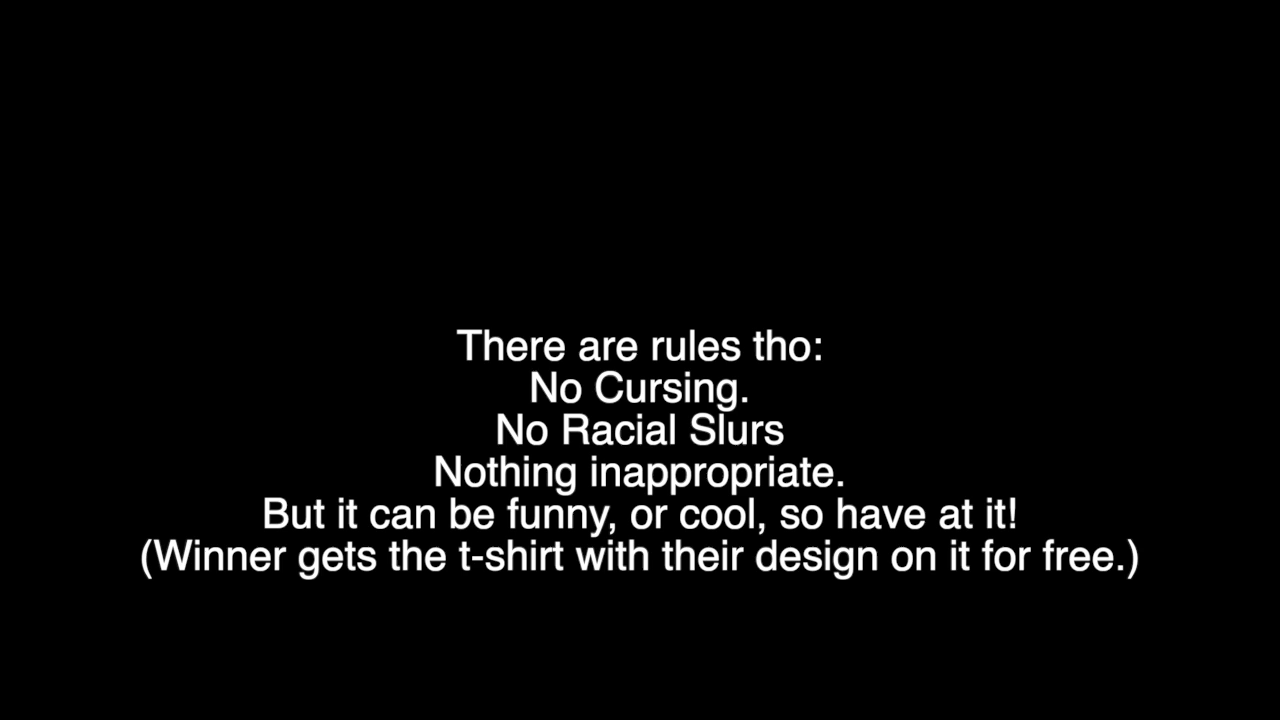 There are rules tho:
No Cursing.
No Racial Slurs
Nothing inappropriate.
But it can be funny, or cool, so have at it!
(Winner gets the t-shirt with their design on it for free.)